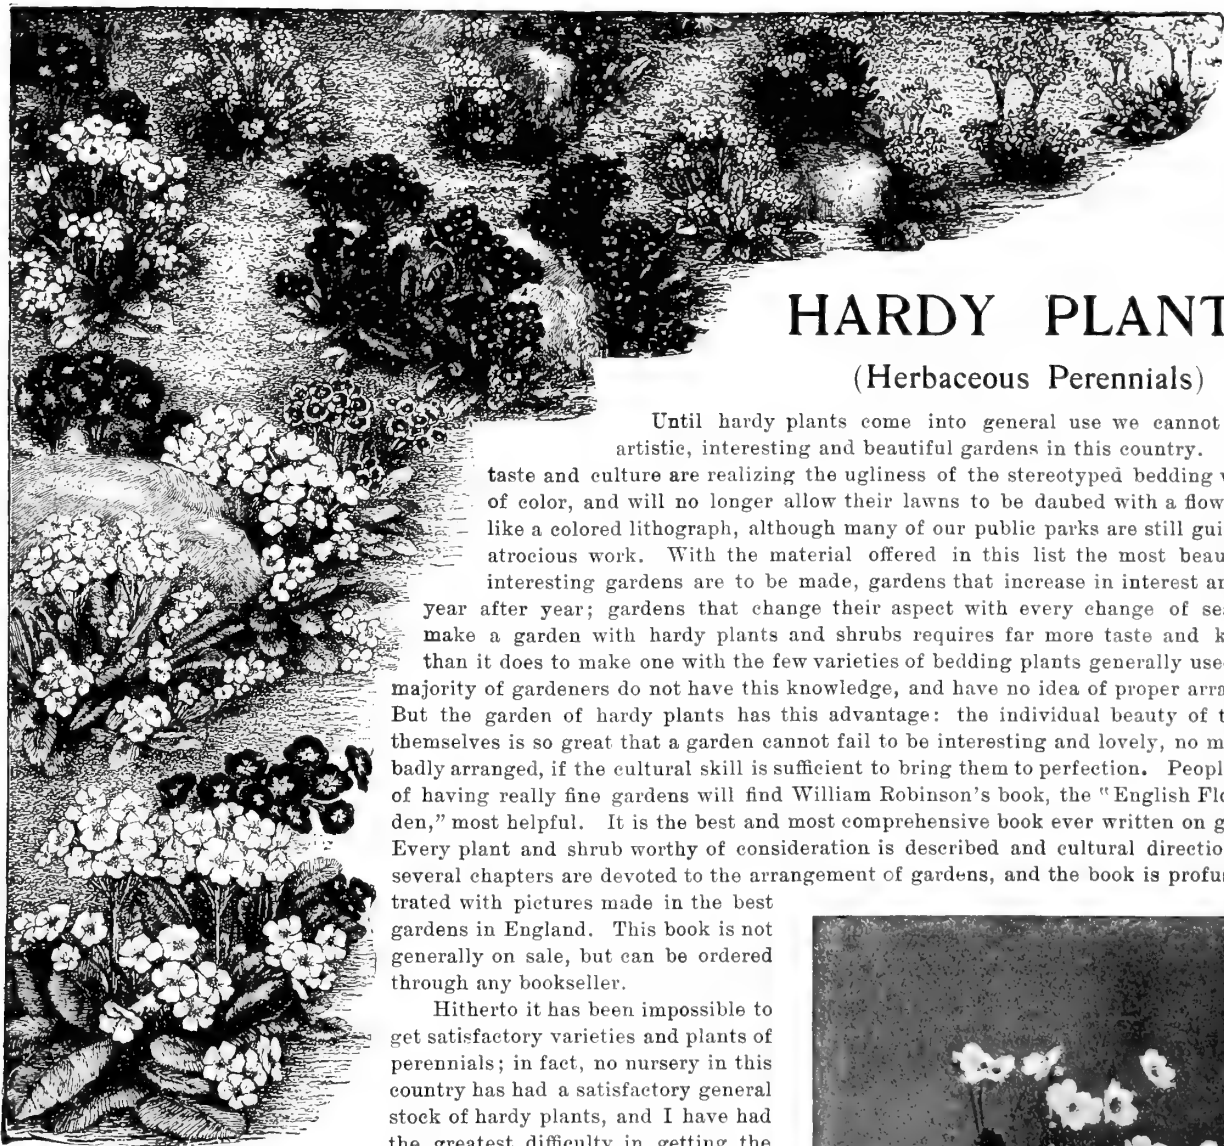 HARDY PLANT
(Herbaceous Perennials)
Until hardy plants come into general use we cannot
artistic, interesting and beautiful gardens in this country.
taste and culture are realizing the ugliness of the stereotyped bedding
of color, and will no longer allow their lawns to be daubed with a flow
like a colored lithograph, although many of our public parks are still gui
atrocious work. With the material offered in this list the most beau
interesting gardens are to be made, gardens that increase in interest an
year after year; gardens that change their aspect with every change of se
make a garden with hardy plants and shrubs requires far more taste and k
than it does to make one with the few varieties of bedding plants generally use
majority of gardeners do not have this knowledge, and have no idea of proper arra
But the garden of hardy plants has this advantage: the individual beauty of t
themselves is so great that a garden cannot fail to be interesting and lovely, no m
badly arranged, if the cultural skill is sufficient to bring them to perfection. Peopl
of having really fine gardens will find William Robinson's book, the "English Flo
den," most helpful. It is the best and most comprehensive book ever written on g
Every plant and shrub worthy of consideration is described and cultural directio
several chapters are devoted to the arrangement of gardens, and the book is profu
trated with pictures made in the best
gardens in England. This book is not
generally on sale, but can be ordered
through any bookseller.
Hitherto it has been impossible to
get satisfactory varieties and plants of
perennials; in fact, no nursery in this
country has had a satisfactory general
stock of hardy plants, and I have had
the greatest difficulty in getting the